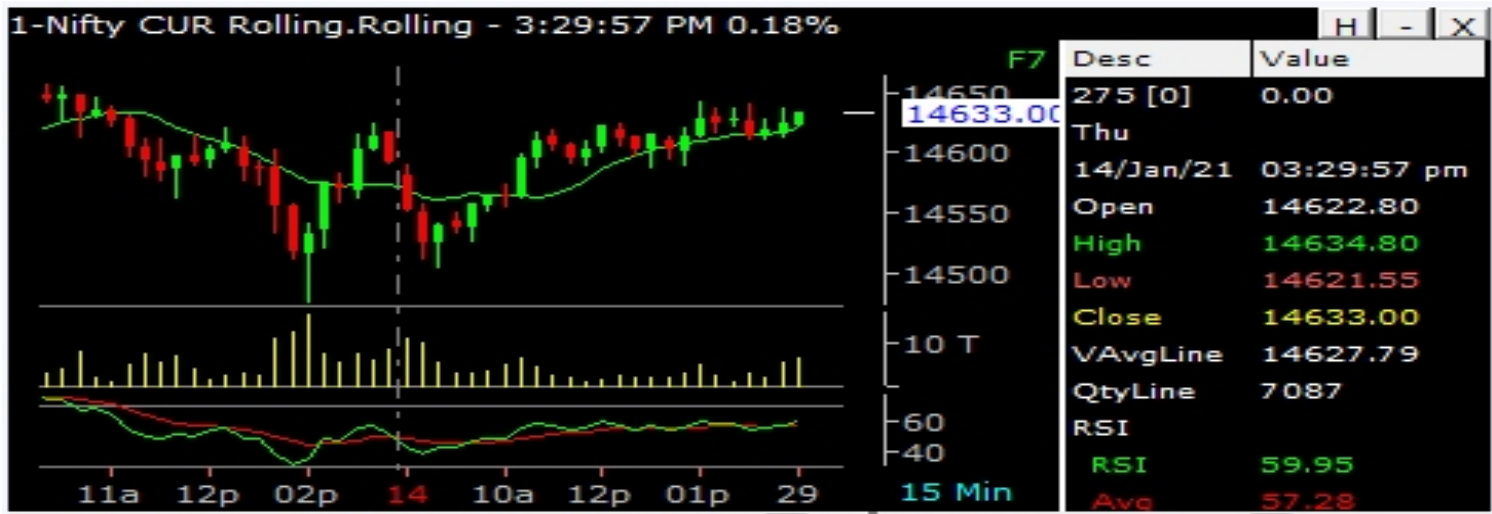 1-Nifty CUR Rolling.Rolling - 3:29:57 PM 0.18%
H - X
F7
14650
14633.00
14600
14550
14500
10 T
60
40
11a 12p 02p 14 10a 12p 01p 29
15 Min
Desc Value
275 [0] 0.00
Thu
14/Jan/21 03:29:57 pm
Open 14622.80
High 14634.80
Low 14621.55
Close 14633.00
VAvgLine 14627.79
QtyLine 7087
RSI
RSI 59.95
Avg 57.28